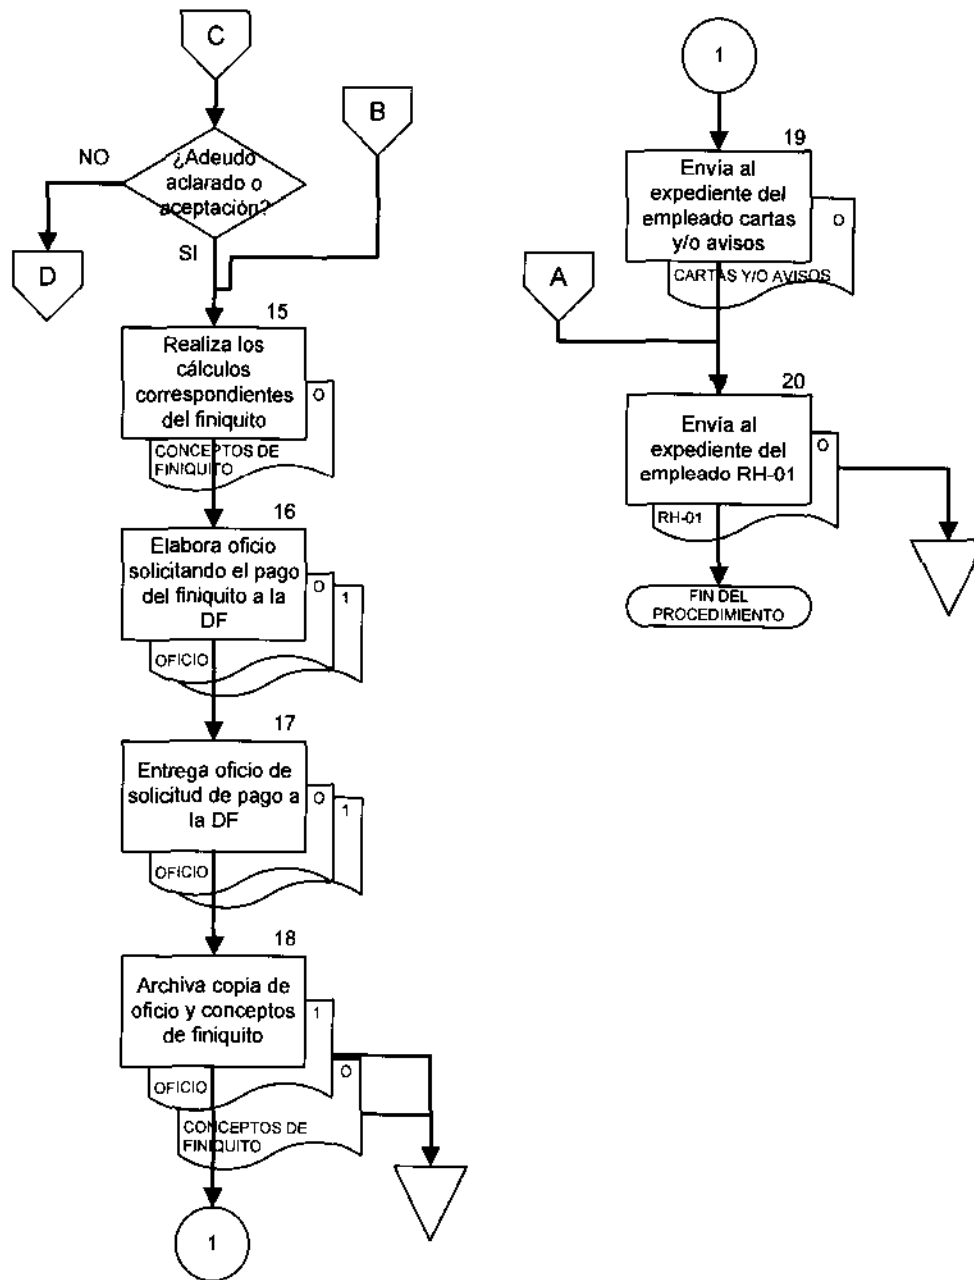 C
B
NO
¿Adeudo
aclarado o
aceptación?
SI
D
15
Realiza los
cálculos
correspondientes
del finiquito
O
CONCEPTOS DE
FINIQUITO
16
Elabora oficio
solicitando el pago
del finiquito a la
DF
O
1
OFICIO
17
Entrega oficio de
solicitud de pago a
la DF
O
1
OFICIO
18
Archiva copia de
oficio y conceptos
de finiquito
1
O
OFICIO
CONCEPTOS DE
FINIQUITO
1
1
19
Envía al
expediente del
empleado cartas
y/o avisos
O
CARTAS Y/O AVISOS
A
20
Envía al
expediente del
empleado RH-01
O
RH-01
FIN DEL
PROCEDIMIENTO